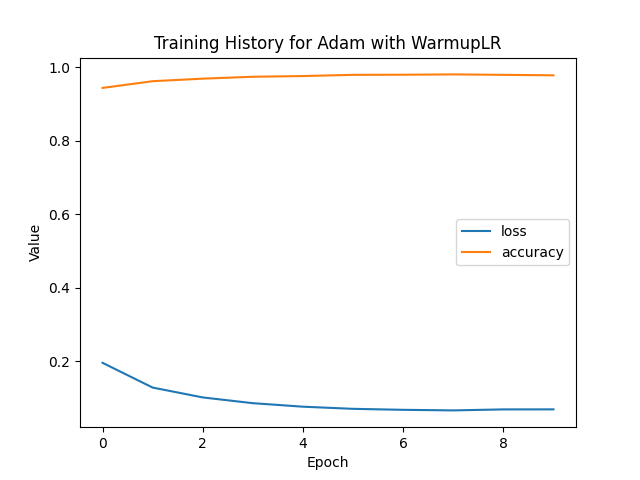 Training History for Adam with WarmupLR
1.0
0.8
0.6
0.4
0.2
Value
loss
accuracy
0 2 4 6 8
Epoch